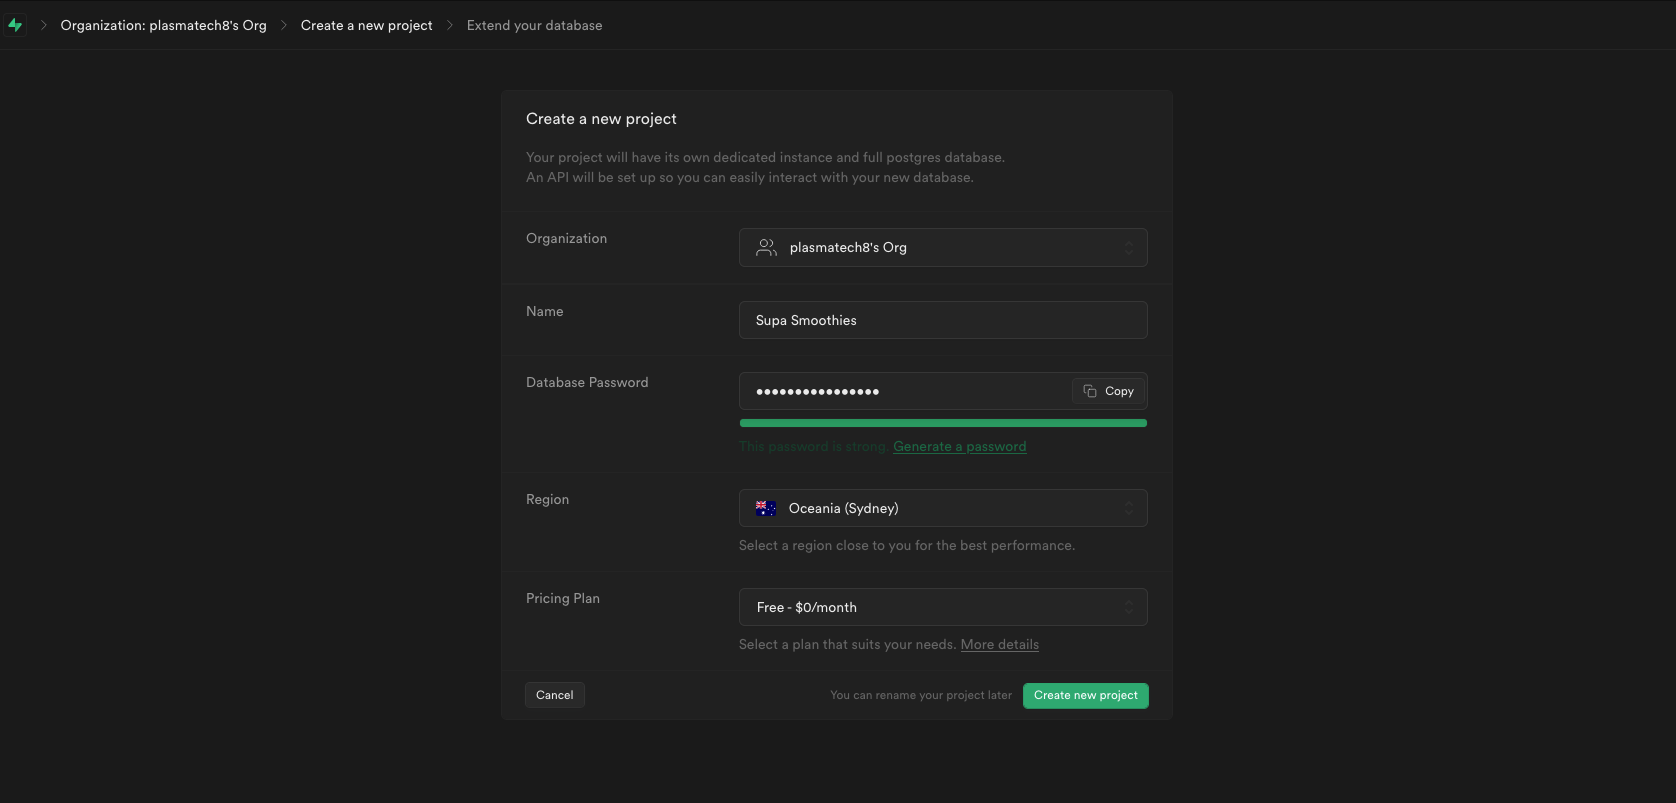 Organization: plasmatech8's Org > Create a new project > Extend your database
Create a new project
Your project will have its own dedicated instance and full postgres database.
An API will be set up so you can easily interact with your new database.
Organization
plasmatech8's Org
Name
Supa Smoothies
Database Password
••••••••••••••••
Copy
This password is strong. Generate a password
Region
Oceania (Sydney)
Select a region close to you for the best performance.
Pricing Plan
Free - $0/month
Select a plan that suits your needs. More details
Cancel
You can rename your project later
Create new project